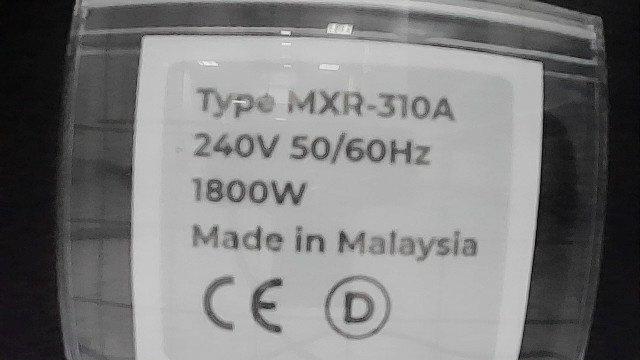 Type MXR-310A
240V 50/60Hz
1800W
Made in Malaysia
CE D